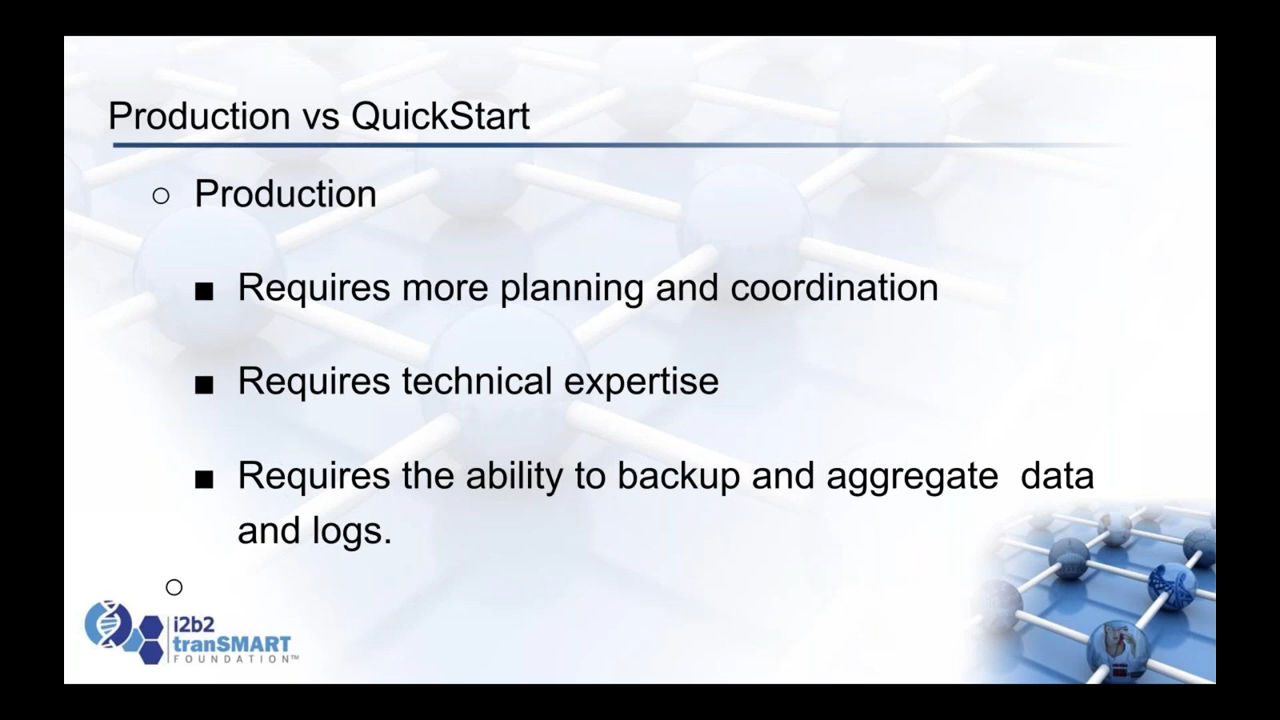 Production vs QuickStart
○ Production
■ Requires more planning and coordination
■ Requires technical expertise
■ Requires the ability to backup and aggregate  data
and logs.
○
i2b2
tranSMART
FOUNDATION™